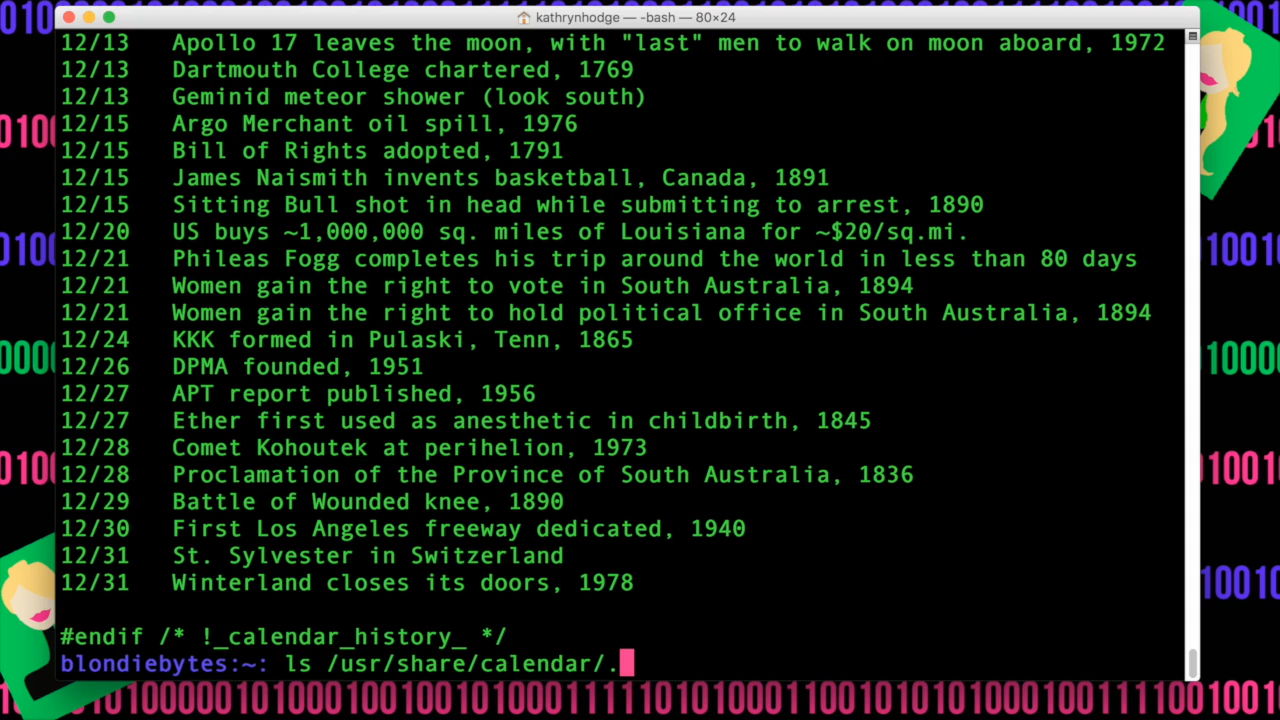 kathrynhodge — -bash — 80×24
12/13 Apollo 17 leaves the moon, with "last" men to walk on moon aboard, 1972
12/13 Dartmouth College chartered, 1769
12/13 Geminid meteor shower (look south)
12/15 Argo Merchant oil spill, 1976
12/15 Bill of Rights adopted, 1791
12/15 James Naismith invents basketball, Canada, 1891
12/15 Sitting Bull shot in head while submitting to arrest, 1890
12/20 US buys ~1,000,000 sq. miles of Louisiana for ~$20/sq.mi.
12/21 Phileas Fogg completes his trip around the world in less than 80 days
12/21 Women gain the right to vote in South Australia, 1894
12/21 Women gain the right to hold political office in South Australia, 1894
12/24 KKK formed in Pulaski, Tenn, 1865
12/26 DPMA founded, 1951
12/27 APT report published, 1956
12/27 Ether first used as anesthetic in childbirth, 1845
12/28 Comet Kohoutek at perihelion, 1973
12/28 Proclamation of the Province of South Australia, 1836
12/29 Battle of Wounded knee, 1890
12/30 First Los Angeles freeway dedicated, 1940
12/31 St. Sylvester in Switzerland
12/31 Winterland closes its doors, 1978
#endif /* !_calendar_history_ */
blondiebytes:~: ls /usr/share/calendar/.